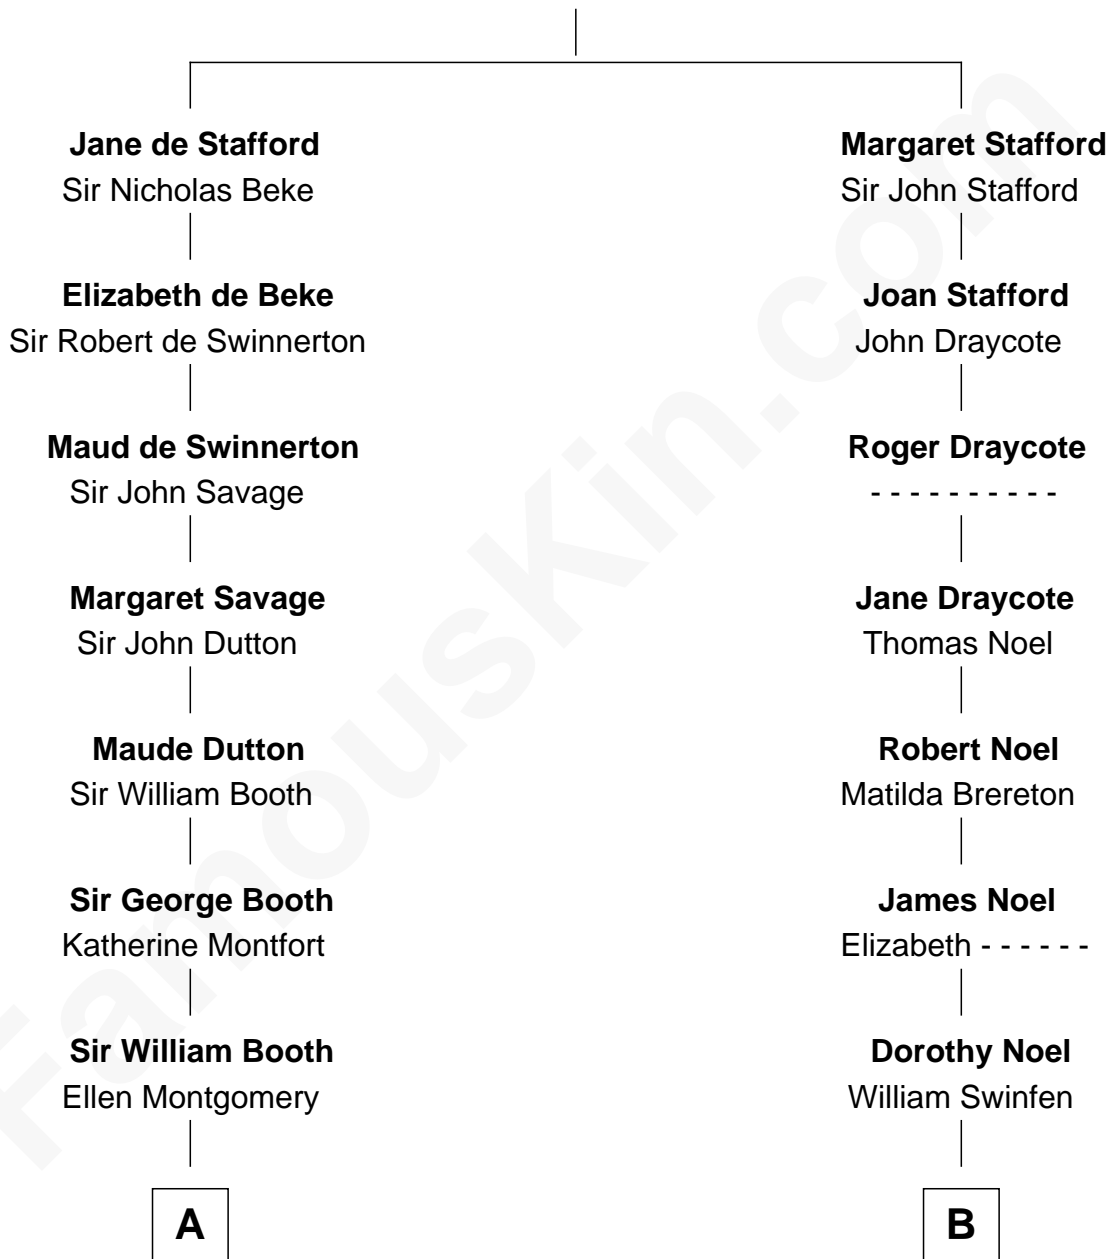 Jane de Stafford
Sir Nicholas Beke
Elizabeth de Beke
Sir Robert de Swinnerton
Maud de Swinnerton
Sir John Savage
Margaret Savage
Sir John Dutton
Maude Dutton
Sir William Booth
Sir George Booth
Katherine Montfort
Sir William Booth
Ellen Montgomery
A
Margaret Stafford
Sir John Stafford
Joan Stafford
John Draycote
Roger Draycote
- - - - - - - - - -
Jane Draycote
Thomas Noel
Robert Noel
Matilda Brereton
James Noel
Elizabeth - - - - - -
Dorothy Noel
William Swinfen
B
FamousKin.com